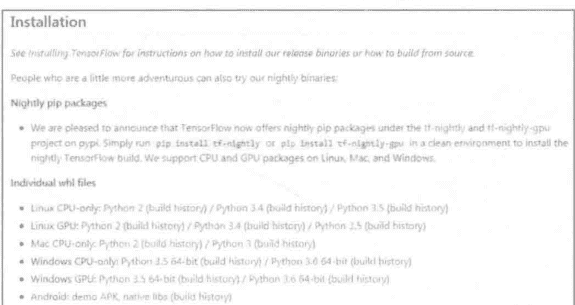 Installation
See Installing TensorFlow for instructions on how to install our release binaries or how to build from source.
People who are a little more adventurous can also try our nightly binaries:
Nightly pip packages
• We are pleased to announce that TensorFlow now offers nightly pip packages under the tf-nightly and tf-nightly-gpu
project on pypi. Simply run pip install tf-nightly or pip install tf-nightly-gpu in a clean environment to install the
nightly TensorFlow build. We support CPU and GPU packages on Linux, Mac, and Windows.
Individual whl files
• Linux CPU-only: Python 2 (build history) / Python 3.4 (build history) / Python 3.5 (build history)
• Linux GPU: Python 2 (build history) / Python 3.4 (build history) / Python 3.5 (build history)
• Mac CPU-only: Python 2 (build history) / Python 3 (build history)
• Windows CPU-only: Python 3.5 64-bit (build history) / Python 3.6 64-bit (build history)
• Windows GPU: Python 3.5 64-bit (build history) / Python 3.6 64-bit (build history)
• Android: demo APK, native libs (build history)